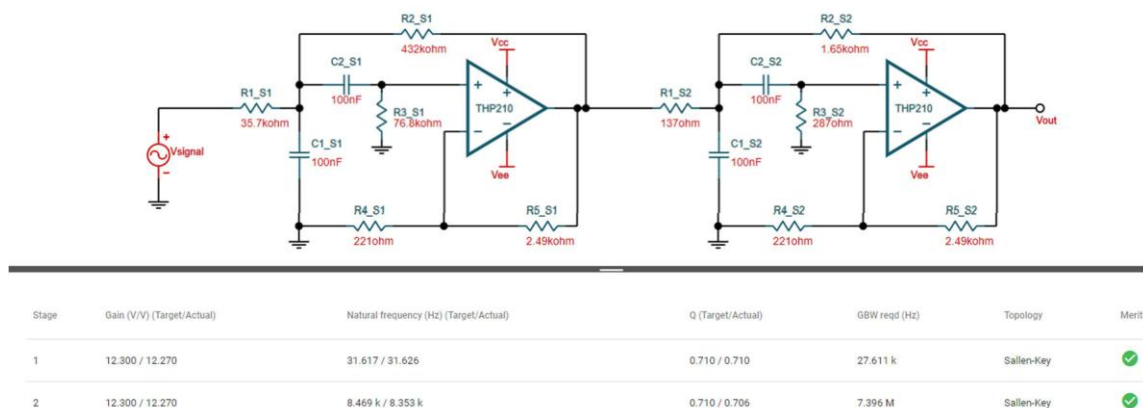 R2_S1
432kohm
Vcc
C2_S1
100nF
R1_S1
35.7kohm
R3_S1
76.8kohm
+
THP210
+
−
−
Vsignal
+
−
C1_S1
100nF
Vee
R4_S1
221ohm
R5_S1
2.49kohm
R2_S2
1.65kohm
Vcc
C2_S2
100nF
R1_S2
137ohm
R3_S2
287ohm
+
THP210
+
−
−
Vout
C1_S2
100nF
Vee
R4_S2
221ohm
R5_S2
2.49kohm
Stage Gain (V/V) (Target/Actual) Natural frequency (Hz) (Target/Actual) Q (Target/Actual) GBW reqd (Hz) Topology Merit
1 12.300 / 12.270 31.617 / 31.626 0.710 / 0.710 27.611 k Sallen-Key
2 12.300 / 12.270 8.469 k / 8.353 k 0.710 / 0.706 7.396 M Sallen-Key